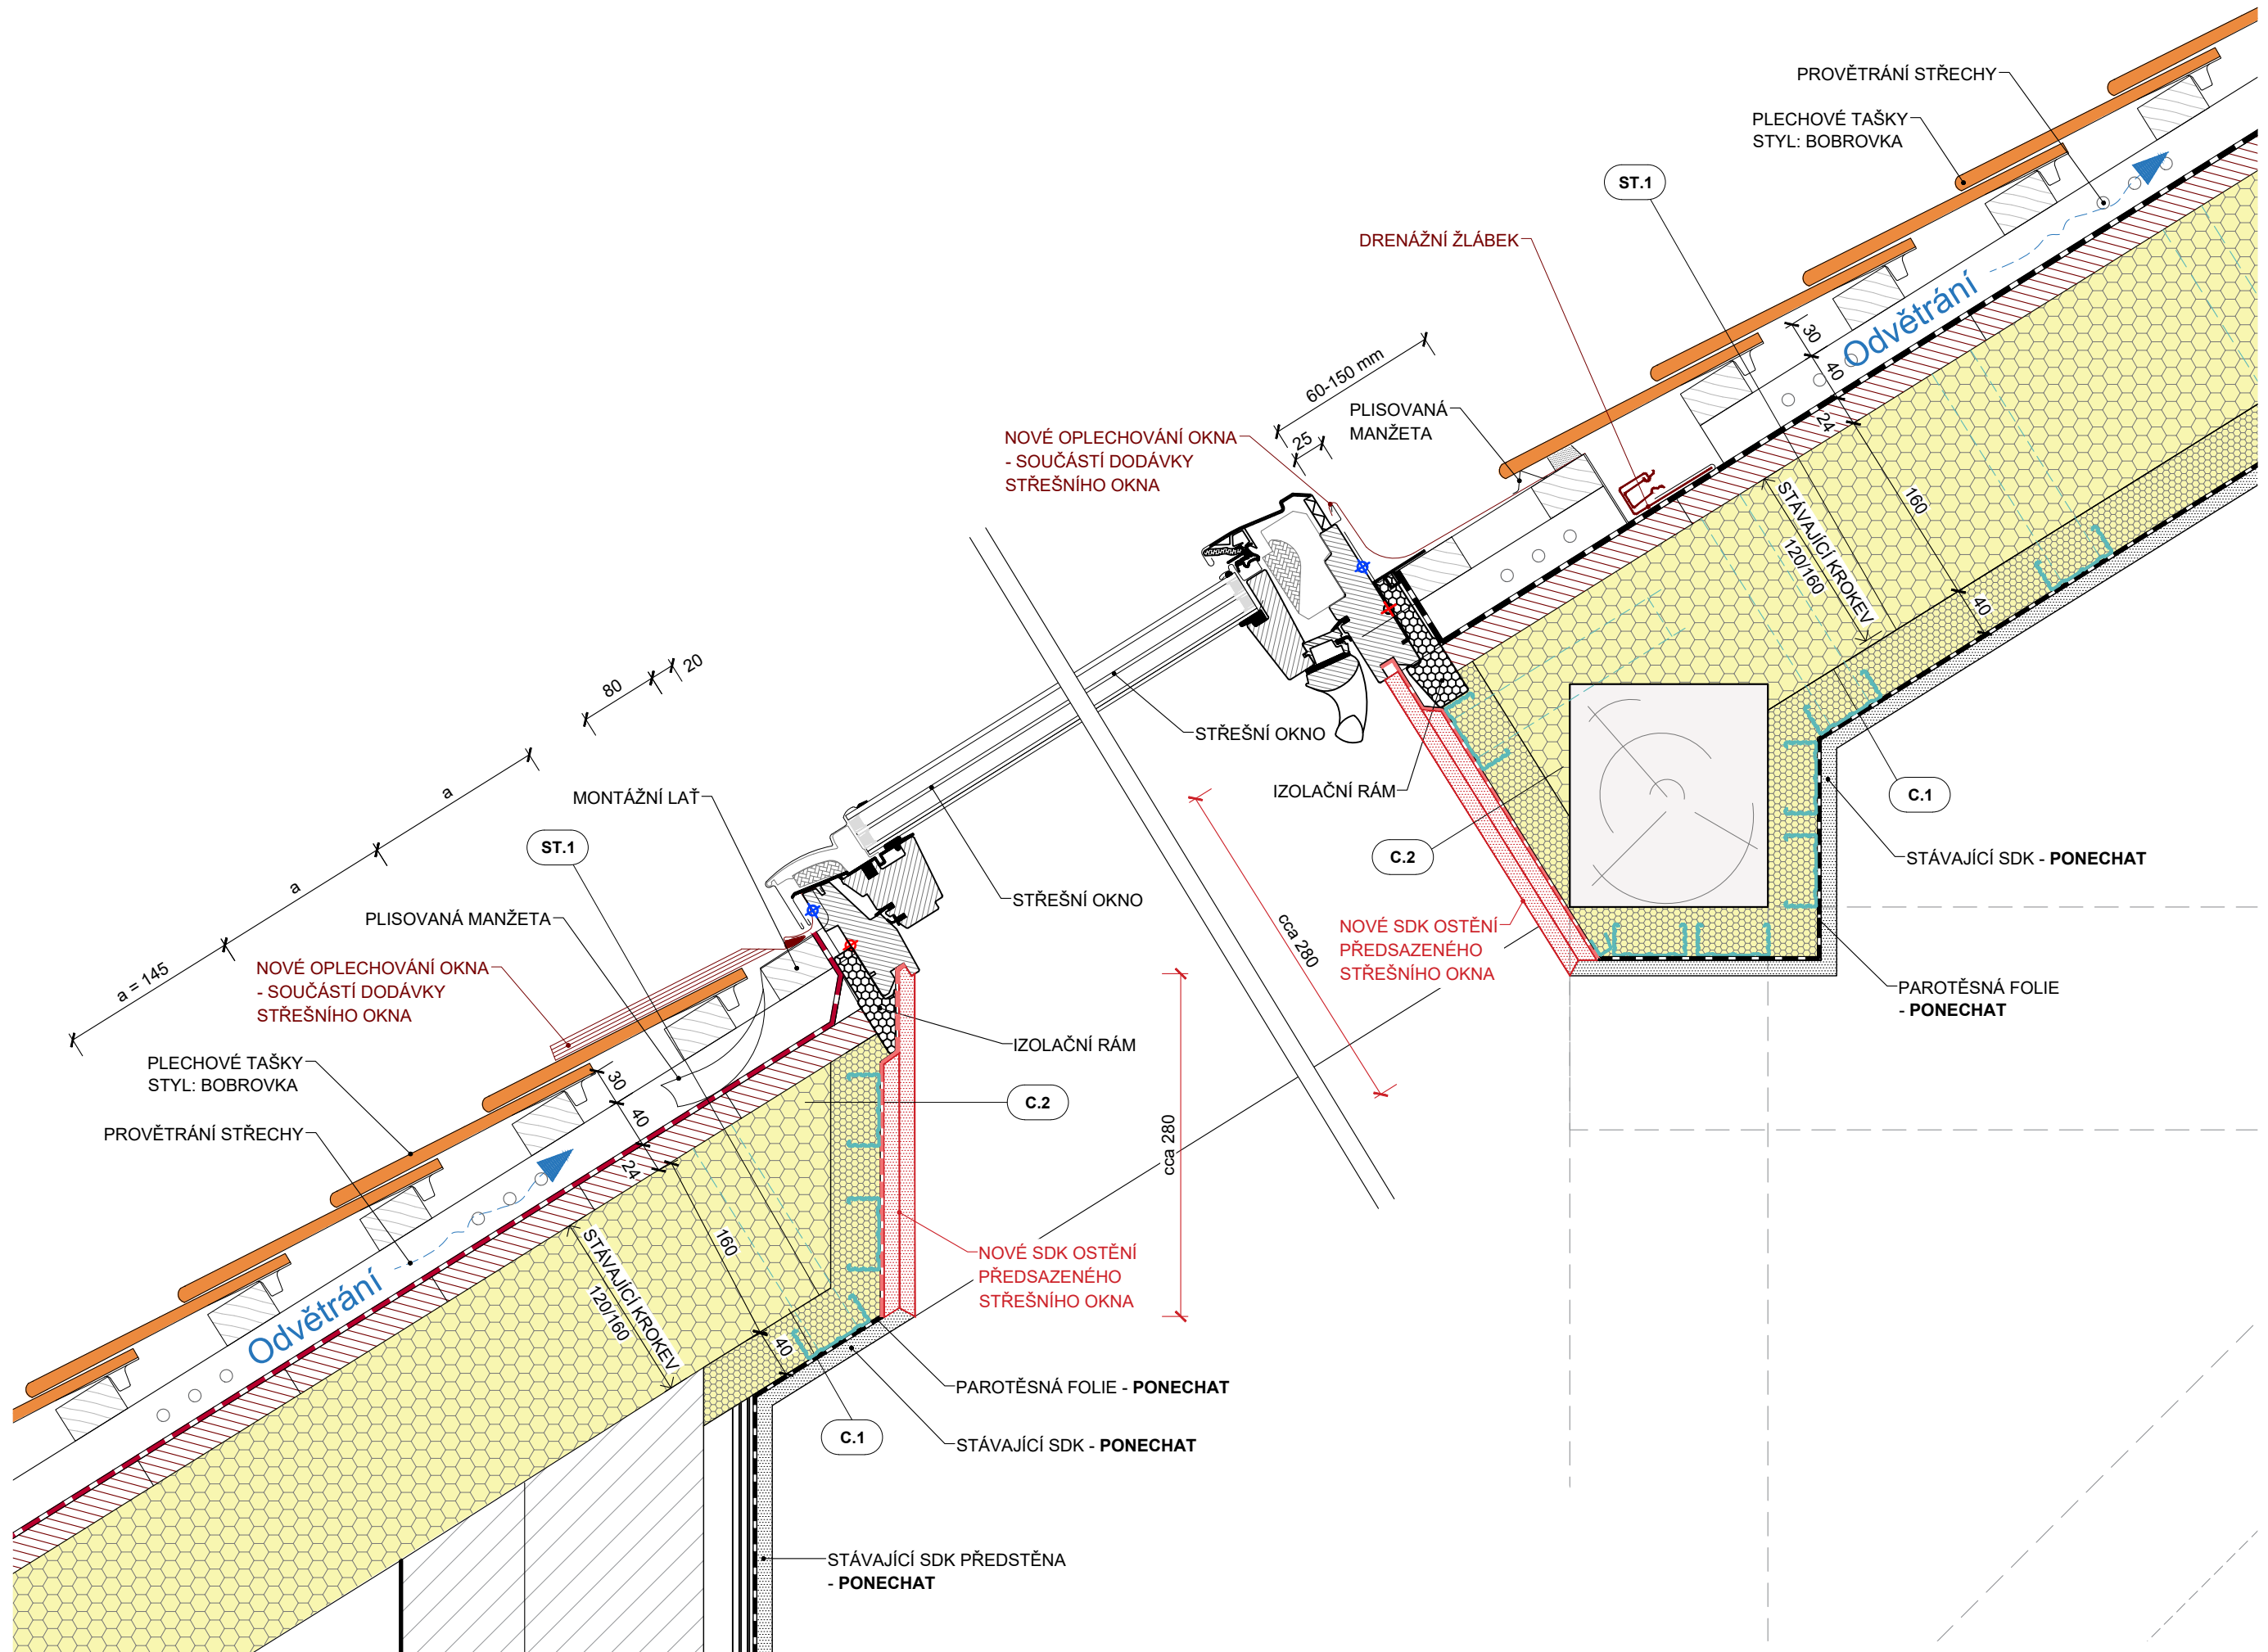 PROVĚTRÁNÍ STŘECHY
PLECHOVÉ TAŠKY
STYL: BOBROVKA
ST.1
DRENÁŽNÍ ŽLÁBEK
Odvětrání
30
40
24
160
40
STÁVAJÍCÍ KROKEV
120/160
60-150 mm
25
PLISOVANÁ
MANŽETA
NOVÉ OPLECHOVÁNÍ OKNA
- SOUČÁSTÍ DODÁVKY
STŘEŠNÍHO OKNA
STŘEŠNÍ OKNO
IZOLAČNÍ RÁM
C.2
C.1
STÁVAJÍCÍ SDK - PONECHAT
NOVÉ SDK OSTĚNÍ
PŘEDSAZENÉHO
STŘEŠNÍHO OKNA
PAROTĚSNÁ FOLIE
- PONECHAT
cca 280
20
80
a
a
a = 145
MONTÁŽNÍ LAŤ
ST.1
STŘEŠNÍ OKNO
PLISOVANÁ MANŽETA
NOVÉ OPLECHOVÁNÍ OKNA
- SOUČÁSTÍ DODÁVKY
STŘEŠNÍHO OKNA
IZOLAČNÍ RÁM
PLECHOVÉ TAŠKY
STYL: BOBROVKA
PROVĚTRÁNÍ STŘECHY
C.2
cca 280
30
40
24
160
40
STÁVAJÍCÍ KROKEV
120/160
Odvětrání
NOVÉ SDK OSTĚNÍ
PŘEDSAZENÉHO
STŘEŠNÍHO OKNA
PAROTĚSNÁ FOLIE - PONECHAT
C.1
STÁVAJÍCÍ SDK - PONECHAT
STÁVAJÍCÍ SDK PŘEDSTĚNA
- PONECHAT